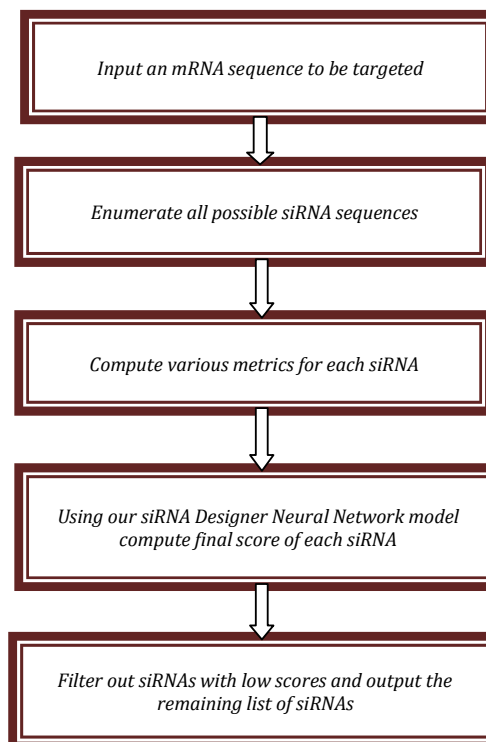 Input an mRNA sequence to be targeted
Enumerate all possible siRNA sequences
Compute various metrics for each siRNA
Using our siRNA Designer Neural Network model
compute final score of each siRNA
Filter out siRNAs with low scores and output the
remaining list of siRNAs